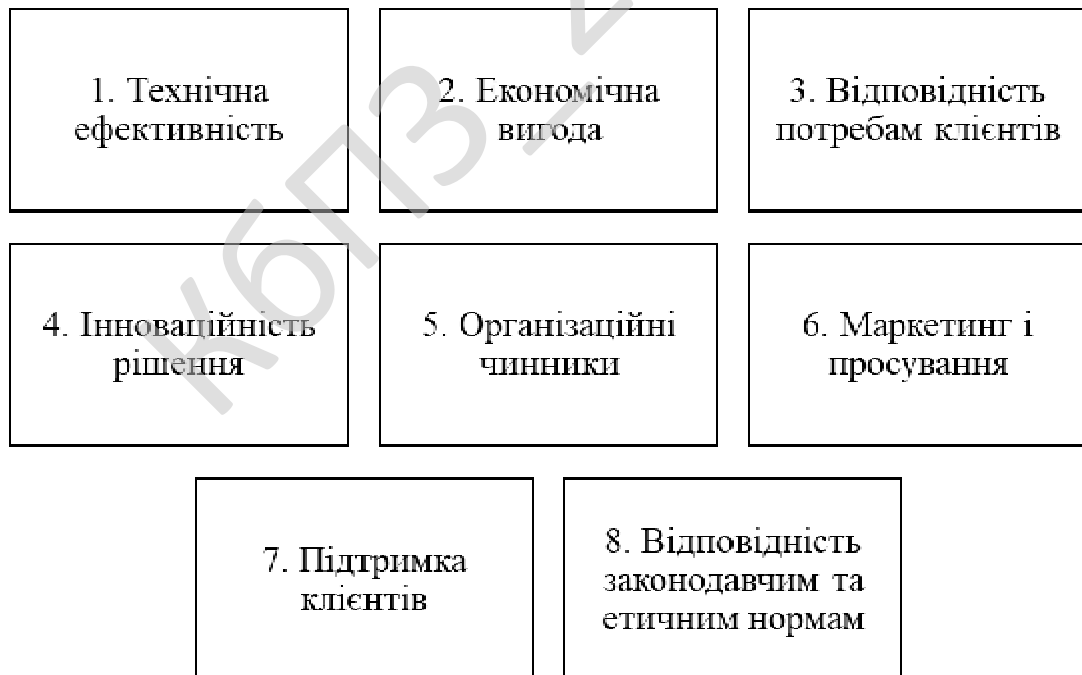 1. Технічна
ефективність
2. Економічна
вигода
3. Відповідність
потребам клієнтів
4. Інноваційність
рішення
5. Організаційні
чинники
6. Маркетинг і
просування
7. Підтримка
клієнтів
8. Відповідність
законодавчим та
етичним нормам
КбПЗ_2